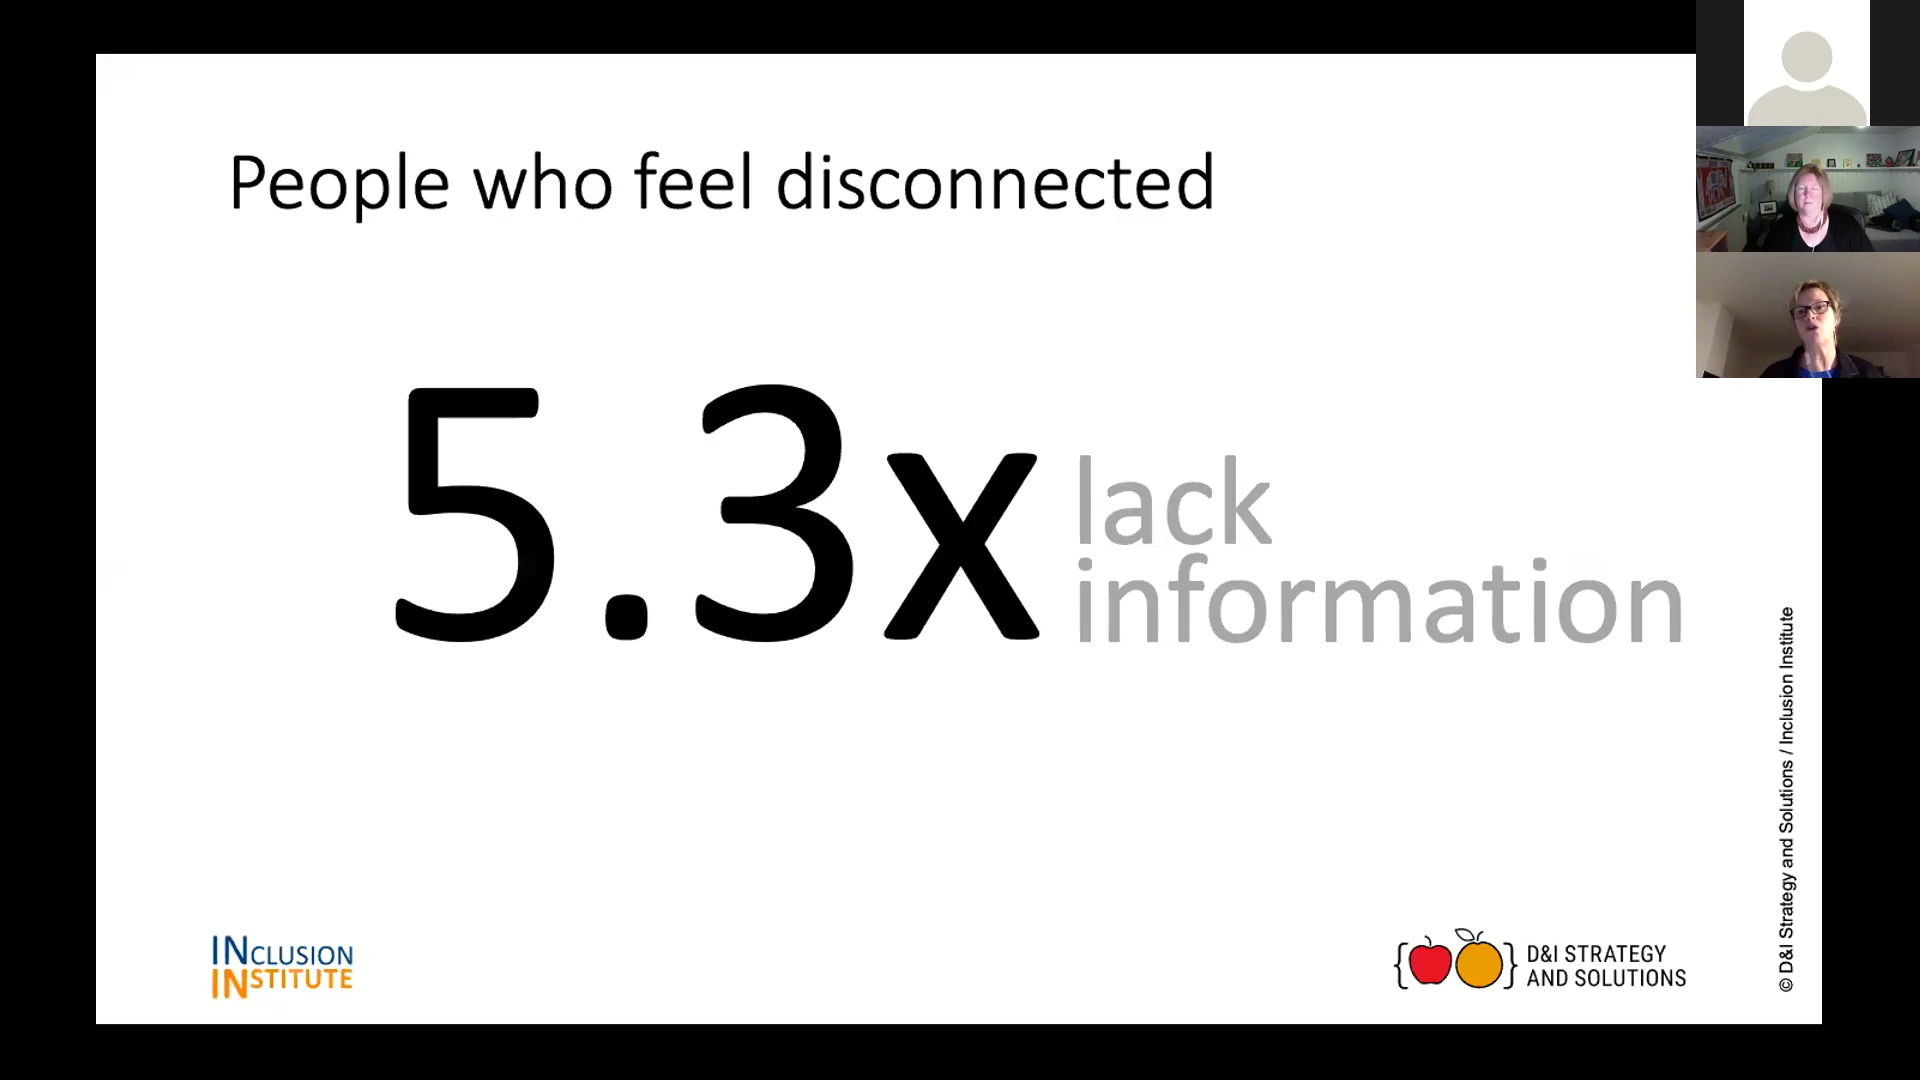 People who feel disconnected
5.3x
lack
information
INCLUSION
INSTITUTE
D&I STRATEGY
AND SOLUTIONS
© D&I Strategy and Solutions / Inclusion Institute